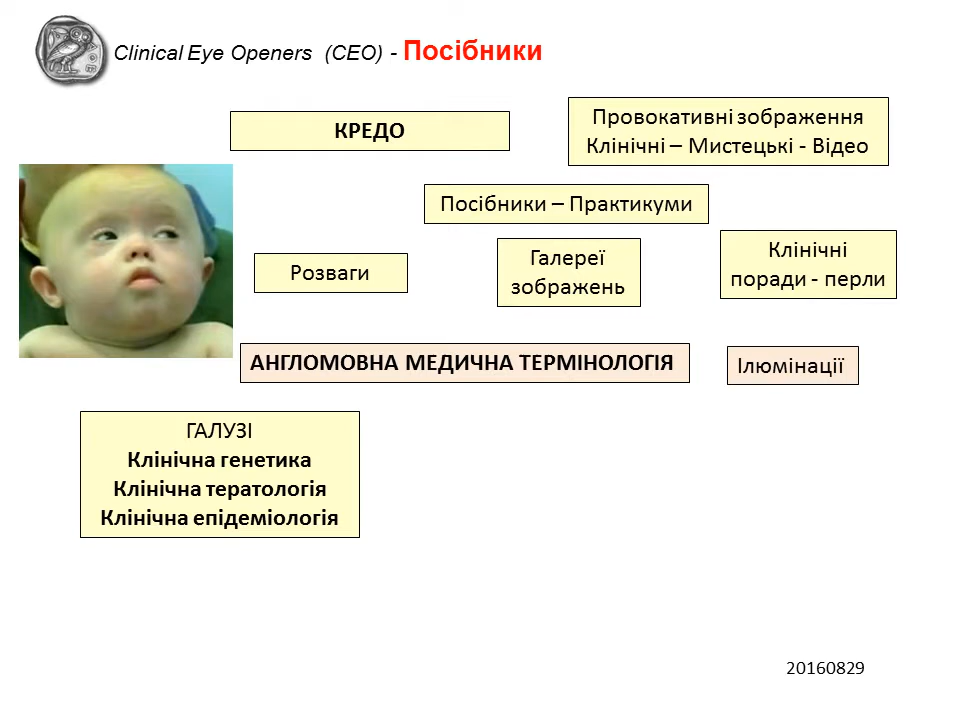 Clinical Eye Openers (CEO) - Посібники
КРЕДО
Провокативні зображення
Клінічні – Мистецькі - Відео
Посібники – Практикуми
Розваги
Галереї
зображень
Клінічні
поради - перли
АНГЛОМОВНА МЕДИЧНА ТЕРМІНОЛОГІЯ
Ілюмінації
ГАЛУЗІ
Клінічна генетика
Клінічна тератологія
Клінічна епідеміологія
20160829